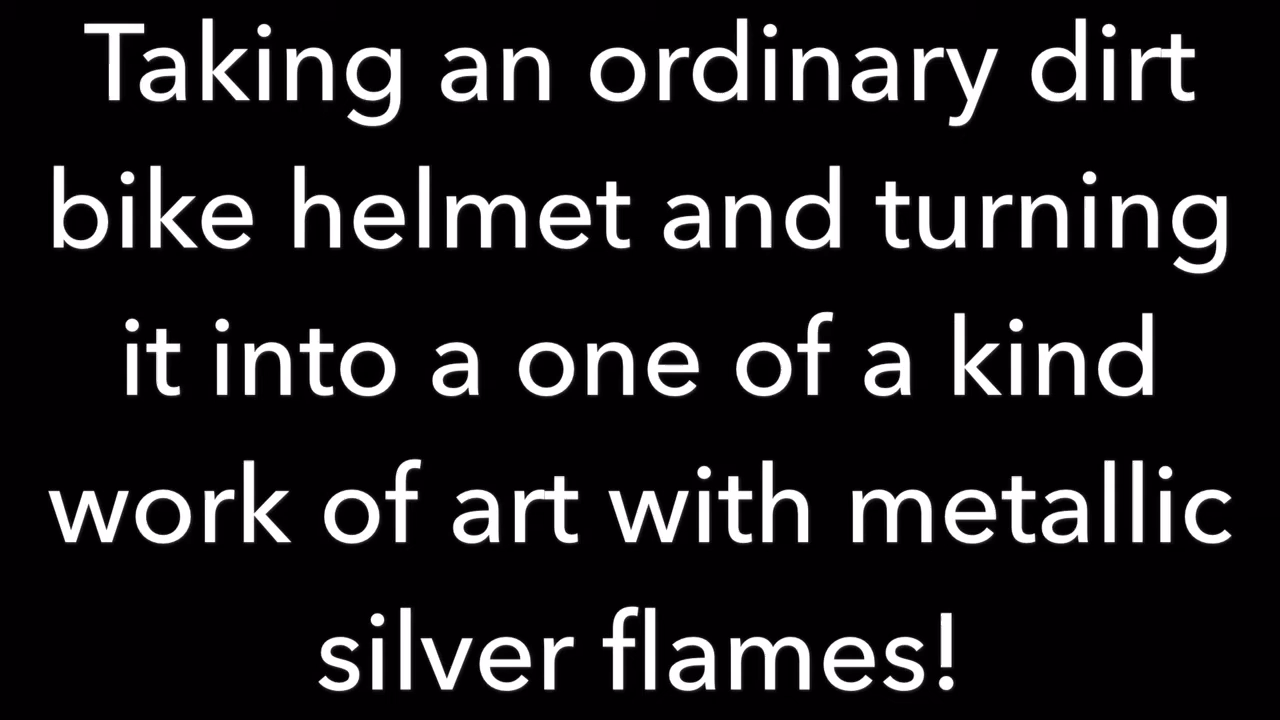 Taking an ordinary dirt
bike helmet and turning
it into a one of a kind
work of art with metallic
silver flames!